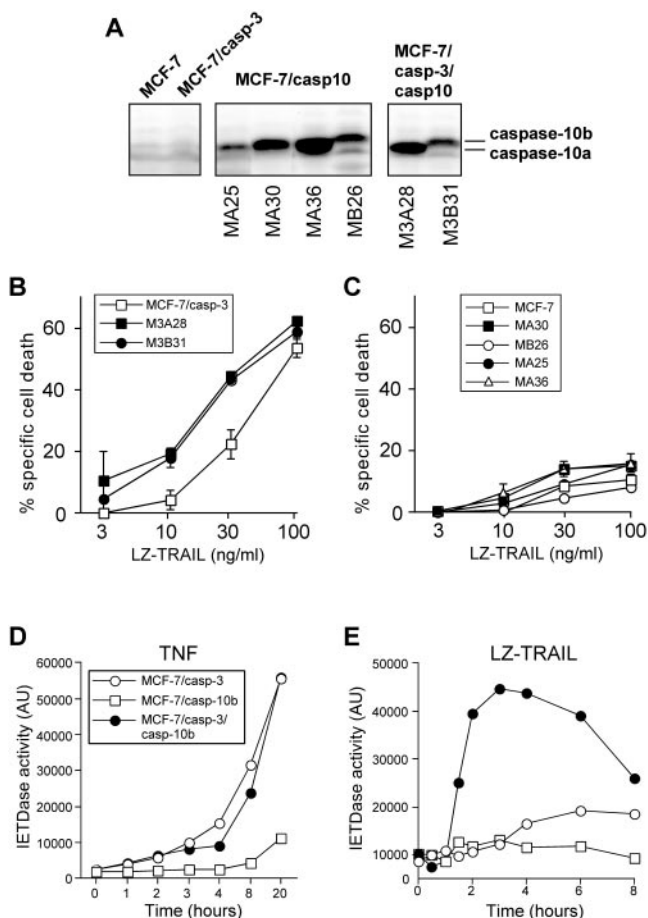 A
MCF-7
MCF-7/casp-3
MCF-7/casp10
MCF-7/
casp-3/
casp10
caspase-10b
caspase-10a
MA25
MA30
MA36
MB26
M3A28
M3B31
B
MCF-7/casp-3
M3A28
M3B31
% specific cell death
60
40
20
0
3
10
30
100
LZ-TRAIL (ng/ml)
C
MCF-7
MA30
MB26
MA25
MA36
% specific cell death
60
40
20
0
3
10
30
100
LZ-TRAIL (ng/ml)
D
TNF
MCF-7/casp-3
MCF-7/casp-10b
MCF-7/casp-3/
casp-10b
IETDase activity (AU)
60000
50000
40000
30000
20000
10000
0
0
1
2
3
4
8
20
Time (hours)
E
LZ-TRAIL
IETDase activity (AU)
50000
40000
30000
20000
10000
0
0
2
4
6
8
Time (hours)